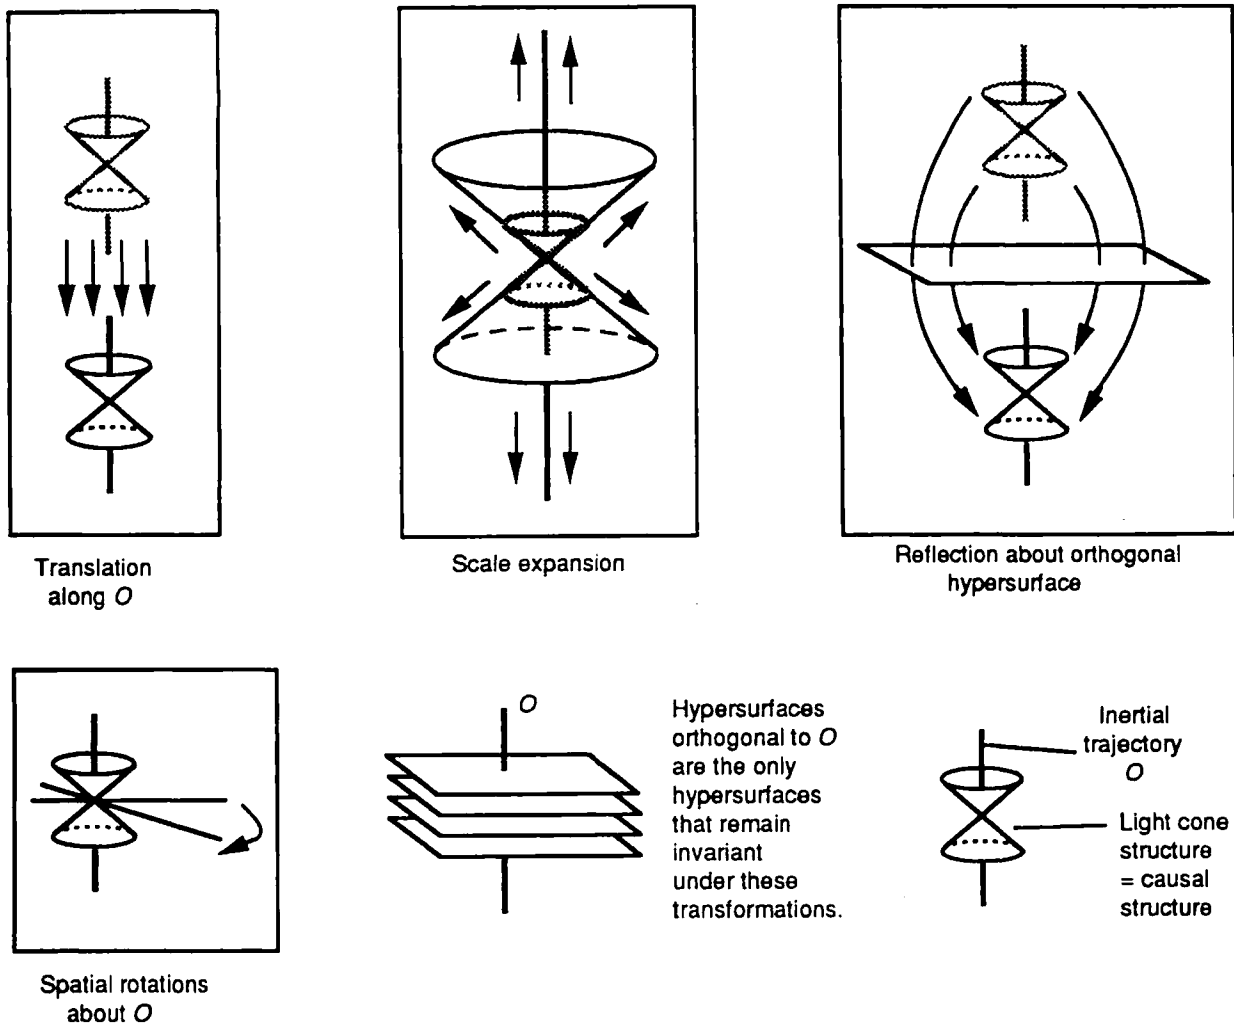 Translation
along O
Scale expansion
Reflection about orthogonal
hypersurface
Spatial rotations
about O
O
Hypersurfaces
orthogonal to O
are the only
hypersurfaces
that remain
invariant
under these
transformations.
Inertial
trajectory
O
Light cone
structure
= causal
structure